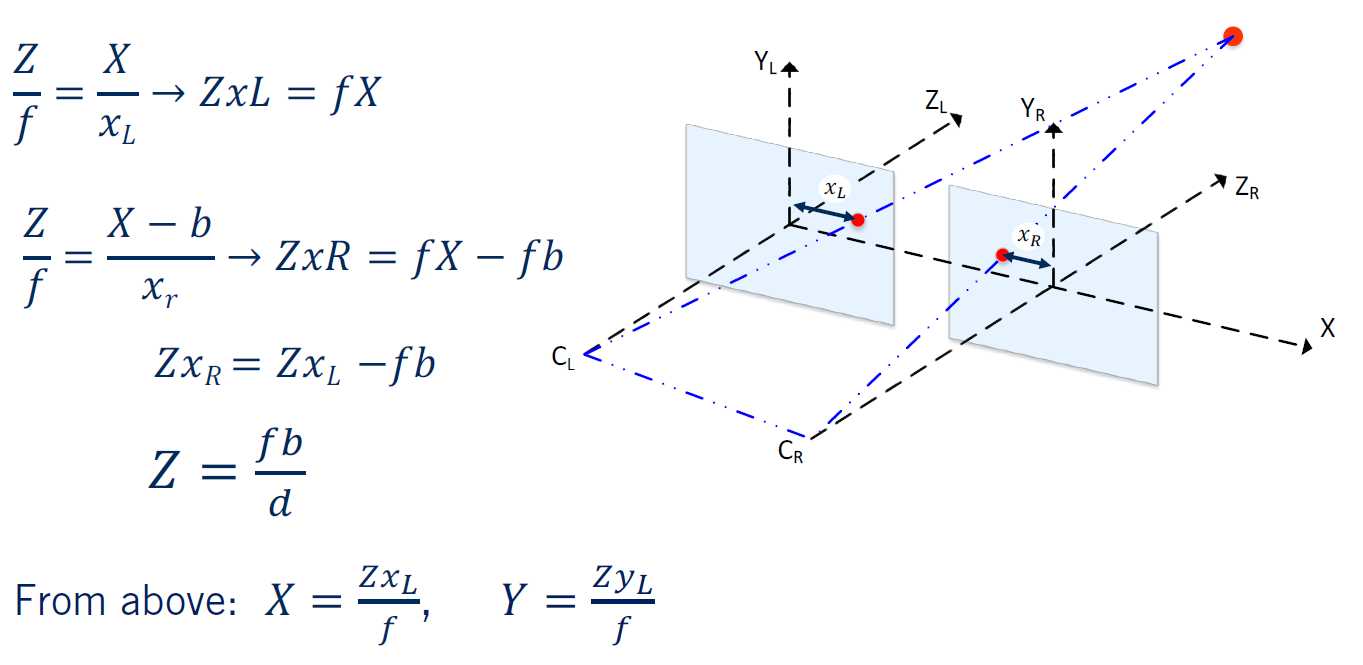 Z/f = X/x_L → ZxL = fX
Z/f = (X − b)/x_r → ZxR = fX − fb
Zx_R = Zx_L − fb
Z = fb/d
From above: X = Zx_L/f, Y = Zy_L/f
Y_L
Z_L
Y_R
Z_R
x_L
x_R
X
C_L
C_R